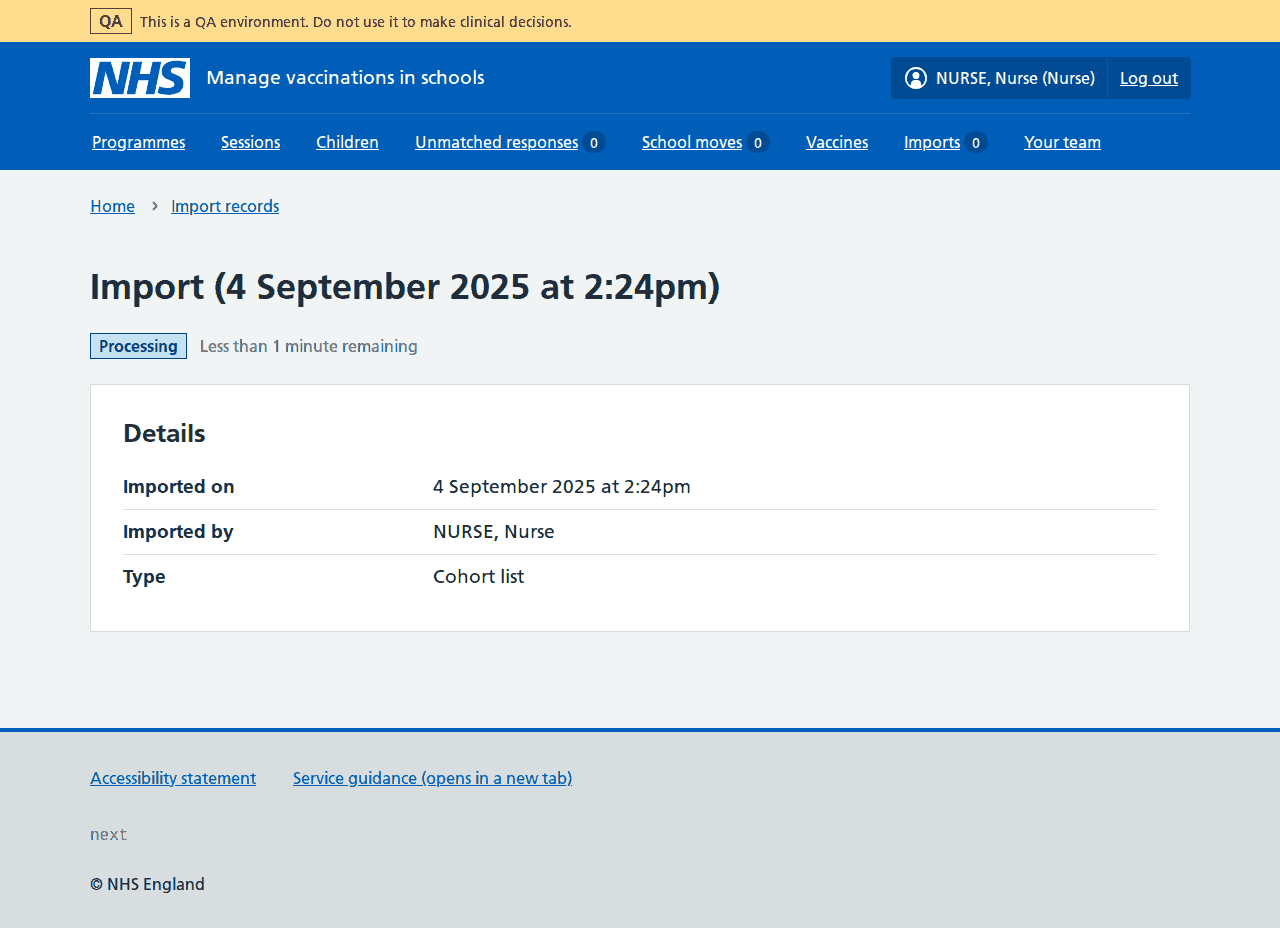 QA This is a QA environment. Do not use it to make clinical decisions.
NHS Manage vaccinations in schools NURSE, Nurse (Nurse) Log out
Programmes Sessions Children Unmatched responses 0 School moves 0 Vaccines Imports 0 Your team
Home › Import records
Import (4 September 2025 at 2:24pm)
Processing Less than 1 minute remaining
Details
Imported on 4 September 2025 at 2:24pm
Imported by NURSE, Nurse
Type Cohort list
Accessibility statement Service guidance (opens in a new tab)
next
© NHS England